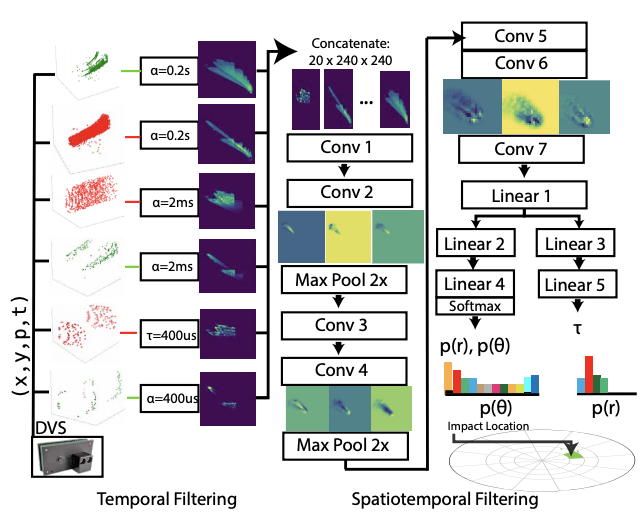 α=0.2s
α=0.2s
α=2ms
α=2ms
τ=400us
α=400us
(x,y,p,t)
DVS
Temporal Filtering
Concatenate:
20 x 240 x 240
...
Conv 1
Conv 2
Max Pool 2x
Conv 3
Conv 4
Max Pool 2x
Conv 5
Conv 6
Conv 7
Linear 1
Linear 2
Linear 3
Linear 4
Linear 5
Softmax
τ
p(r), p(θ)
p(θ)
p(r)
Impact Location
Spatiotemporal Filtering